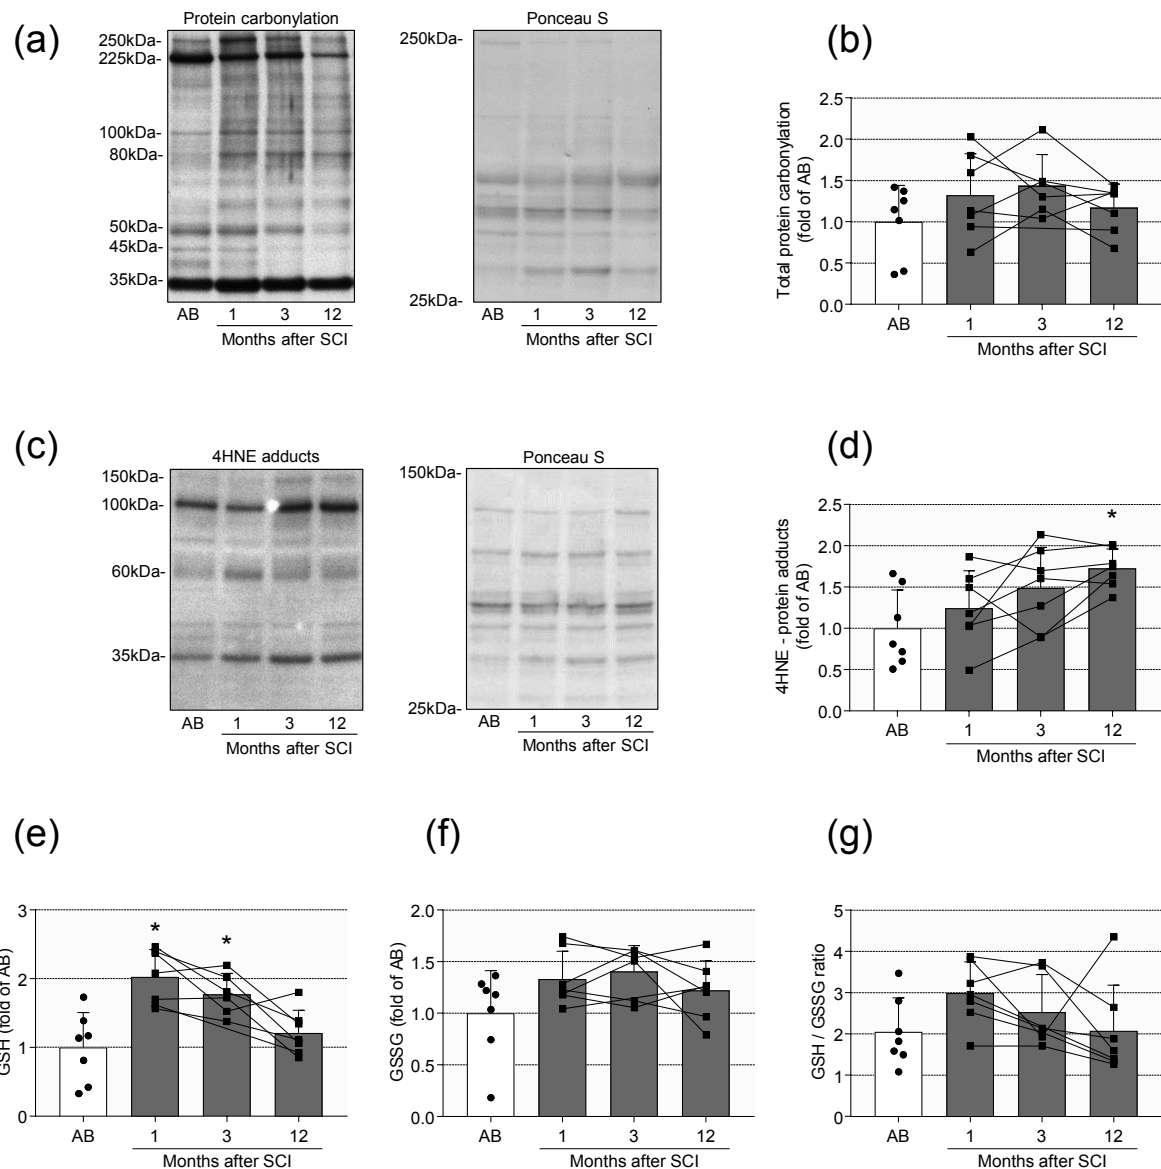 (a)
Protein carbonylation
250kDa-
225kDa-
100kDa-
80kDa-
50kDa-
45kDa-
35kDa-
AB 1 3 12
Months after SCI
Ponceau S
250kDa-
25kDa-
AB 1 3 12
Months after SCI
(b)
Total protein carbonylation
(fold of AB)
2.5
2.0
1.5
1.0
0.5
0.0
AB 1 3 12
Months after SCI
(c)
4HNE adducts
150kDa-
100kDa-
60kDa-
35kDa-
AB 1 3 12
Months after SCI
Ponceau S
150kDa-
25kDa-
AB 1 3 12
Months after SCI
(d)
4HNE - protein adducts
(fold of AB)
2.5
2.0
1.5
1.0
0.5
0.0
*
AB 1 3 12
Months after SCI
(e)
GSH (fold of AB)
3
2
1
0
* *
AB 1 3 12
Months after SCI
(f)
GSSG (fold of AB)
2.0
1.5
1.0
0.5
0.0
AB 1 3 12
Months after SCI
(g)
GSH / GSSG ratio
5
4
3
2
1
0
AB 1 3 12
Months after SCI